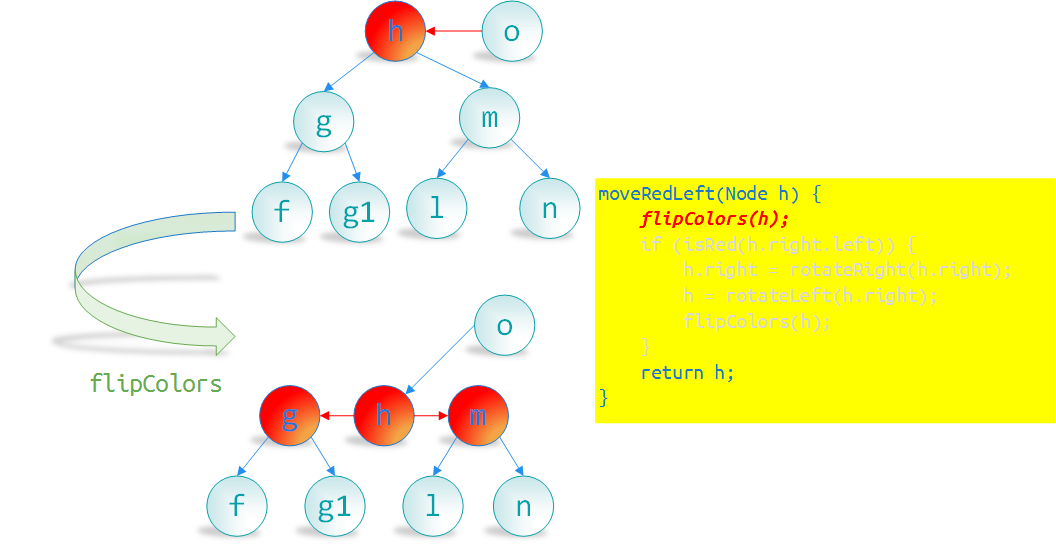 h o
g m
f g1 l n
moveRedLeft(Node h) {
flipColors(h);
if (isRed(h.right.left)) {
h.right = rotateRight(h.right);
h = rotateLeft(h.right);
flipColors(h);
}
return h;
}
o
flipColors
g h m
f g1 l n